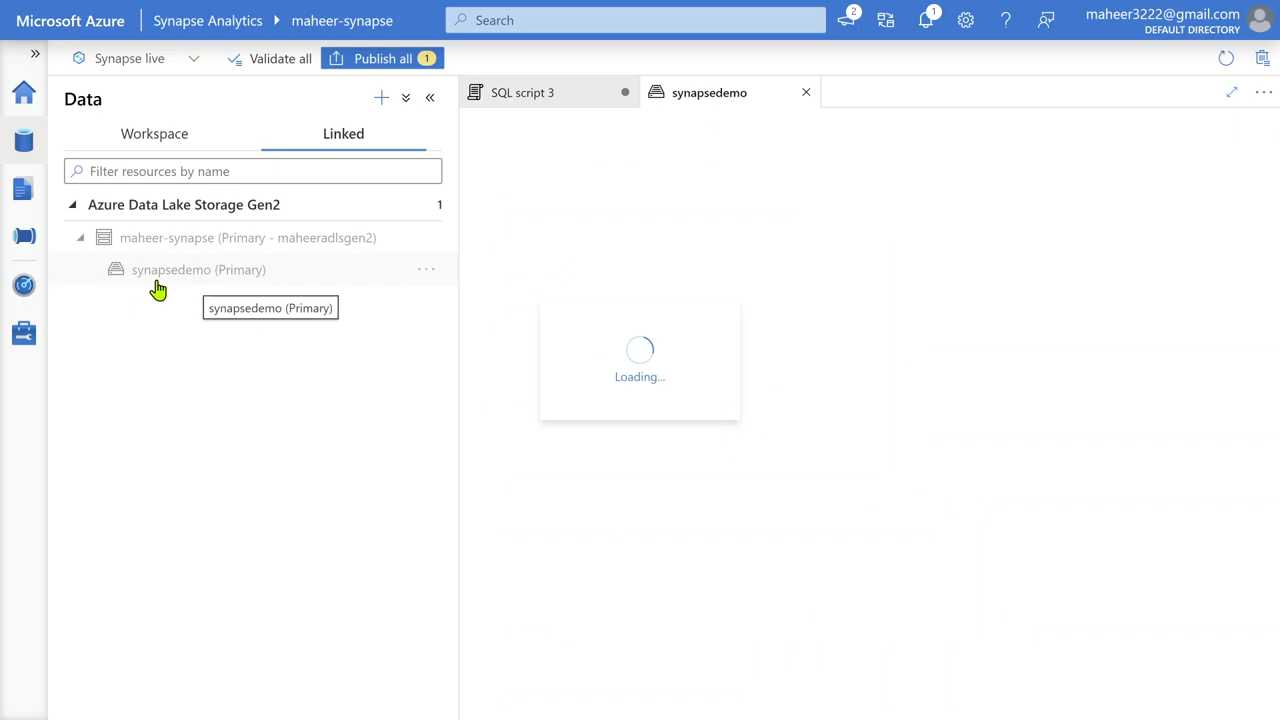 Microsoft Azure
Synapse Analytics
maheer-synapse
Search
2
1
?
maheer3222@gmail.com
DEFAULT DIRECTORY
Synapse live
Validate all
Publish all 1
Data
SQL script 3
synapsedemo
Workspace
Linked
Filter resources by name
Azure Data Lake Storage Gen2 1
maheer-synapse (Primary - maheeradlsgen2)
synapsedemo (Primary)
synapsedemo (Primary)
Loading...